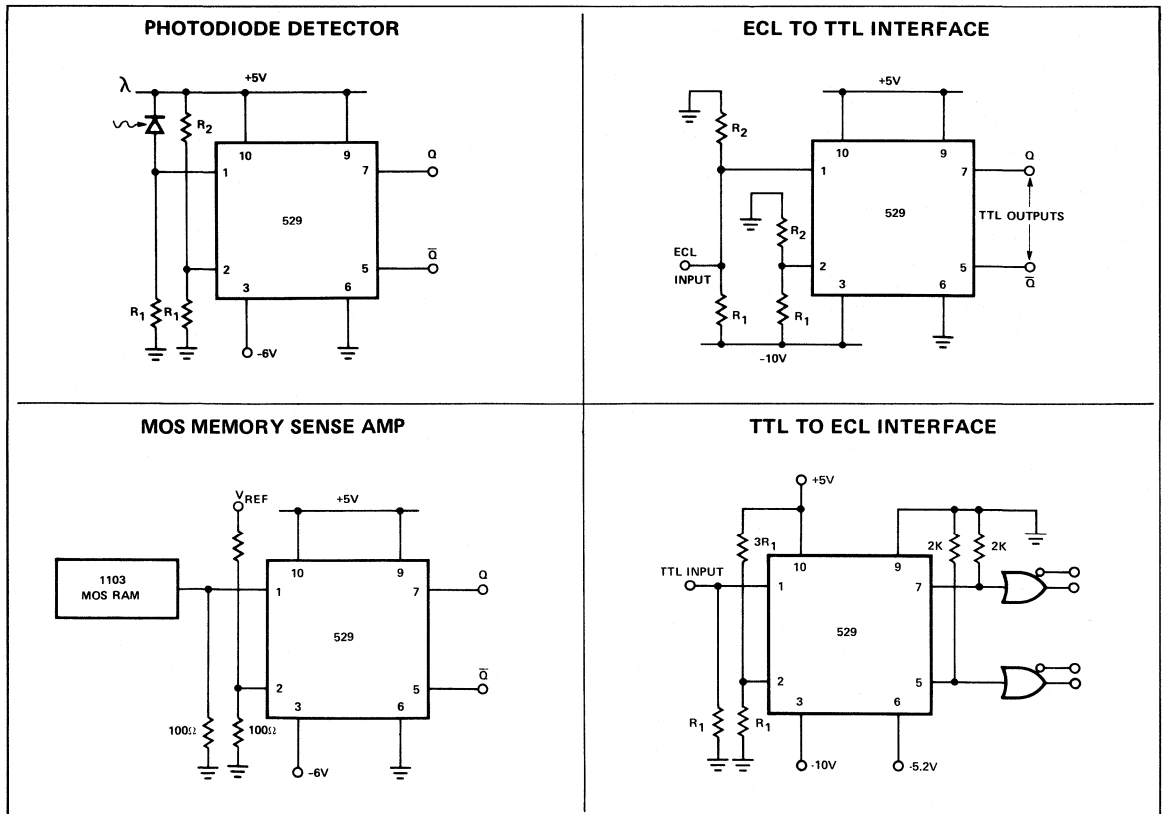 PHOTODIODE DETECTOR
λ
+5V
R2
10
9
1
7
Q
529
2
5
Q̅
3
6
R1
R1
-6V
ECL TO TTL INTERFACE
+5V
R2
10
9
1
7
Q
529
TTL OUTPUTS
R2
ECL
INPUT
2
5
Q̅
3
6
R1
R1
-10V
MOS MEMORY SENSE AMP
VREF
+5V
1103
MOS RAM
10
9
1
7
Q
529
2
5
Q̅
3
6
100Ω
100Ω
-6V
TTL TO ECL INTERFACE
+5V
3R1
2K
2K
10
9
TTL INPUT
1
7
529
2
5
3
6
R1
R1
-10V
-5.2V